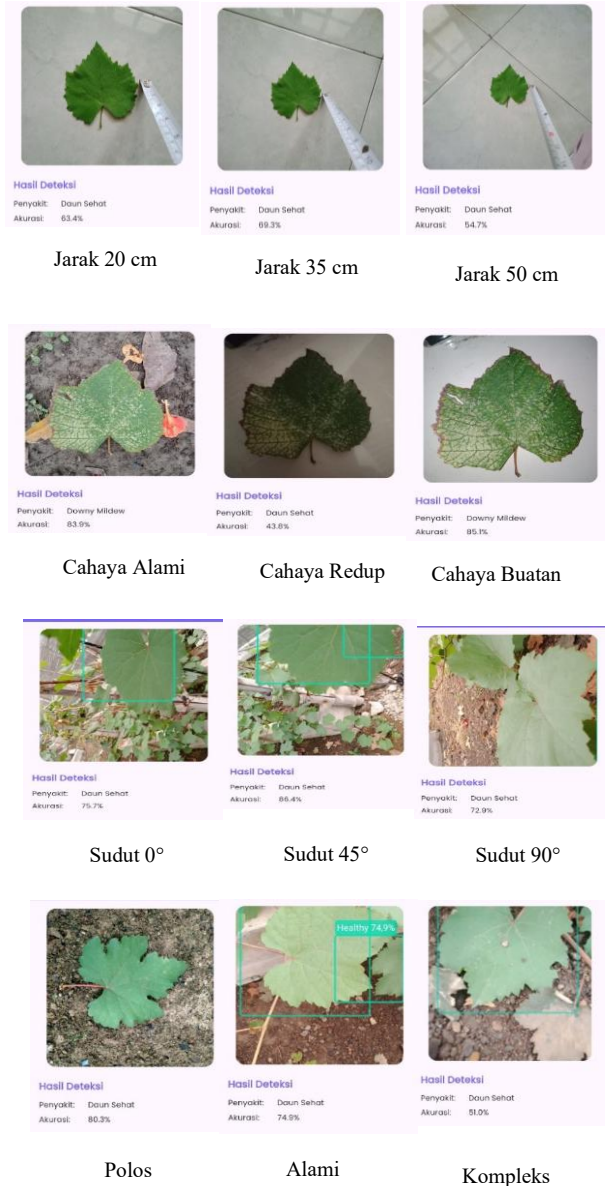 Hasil Deteksi
Penyakit: Daun Sehat
Akurasi: 63.4%
Jarak 20 cm
Hasil Deteksi
Penyakit: Daun Sehat
Akurasi: 69.3%
Jarak 35 cm
Hasil Deteksi
Penyakit: Daun Sehat
Akurasi: 54.7%
Jarak 50 cm
Hasil Deteksi
Penyakit: Downy Mildew
Akurasi: 83.9%
Cahaya Alami
Hasil Deteksi
Penyakit: Daun Sehat
Akurasi: 43.8%
Cahaya Redup
Hasil Deteksi
Penyakit: Downy Mildew
Akurasi: 85.1%
Cahaya Buatan
Hasil Deteksi
Penyakit: Daun Sehat
Akurasi: 75.7%
Sudut 0°
Hasil Deteksi
Penyakit: Daun Sehat
Akurasi: 86.4%
Sudut 45°
Hasil Deteksi
Penyakit: Daun Sehat
Akurasi: 72.9%
Sudut 90°
Hasil Deteksi
Penyakit: Daun Sehat
Akurasi: 80.3%
Polos
Healthy 74,9%
Hasil Deteksi
Penyakit: Daun Sehat
Akurasi: 74.9%
Alami
Hasil Deteksi
Penyakit: Daun Sehat
Akurasi: 51.0%
Kompleks